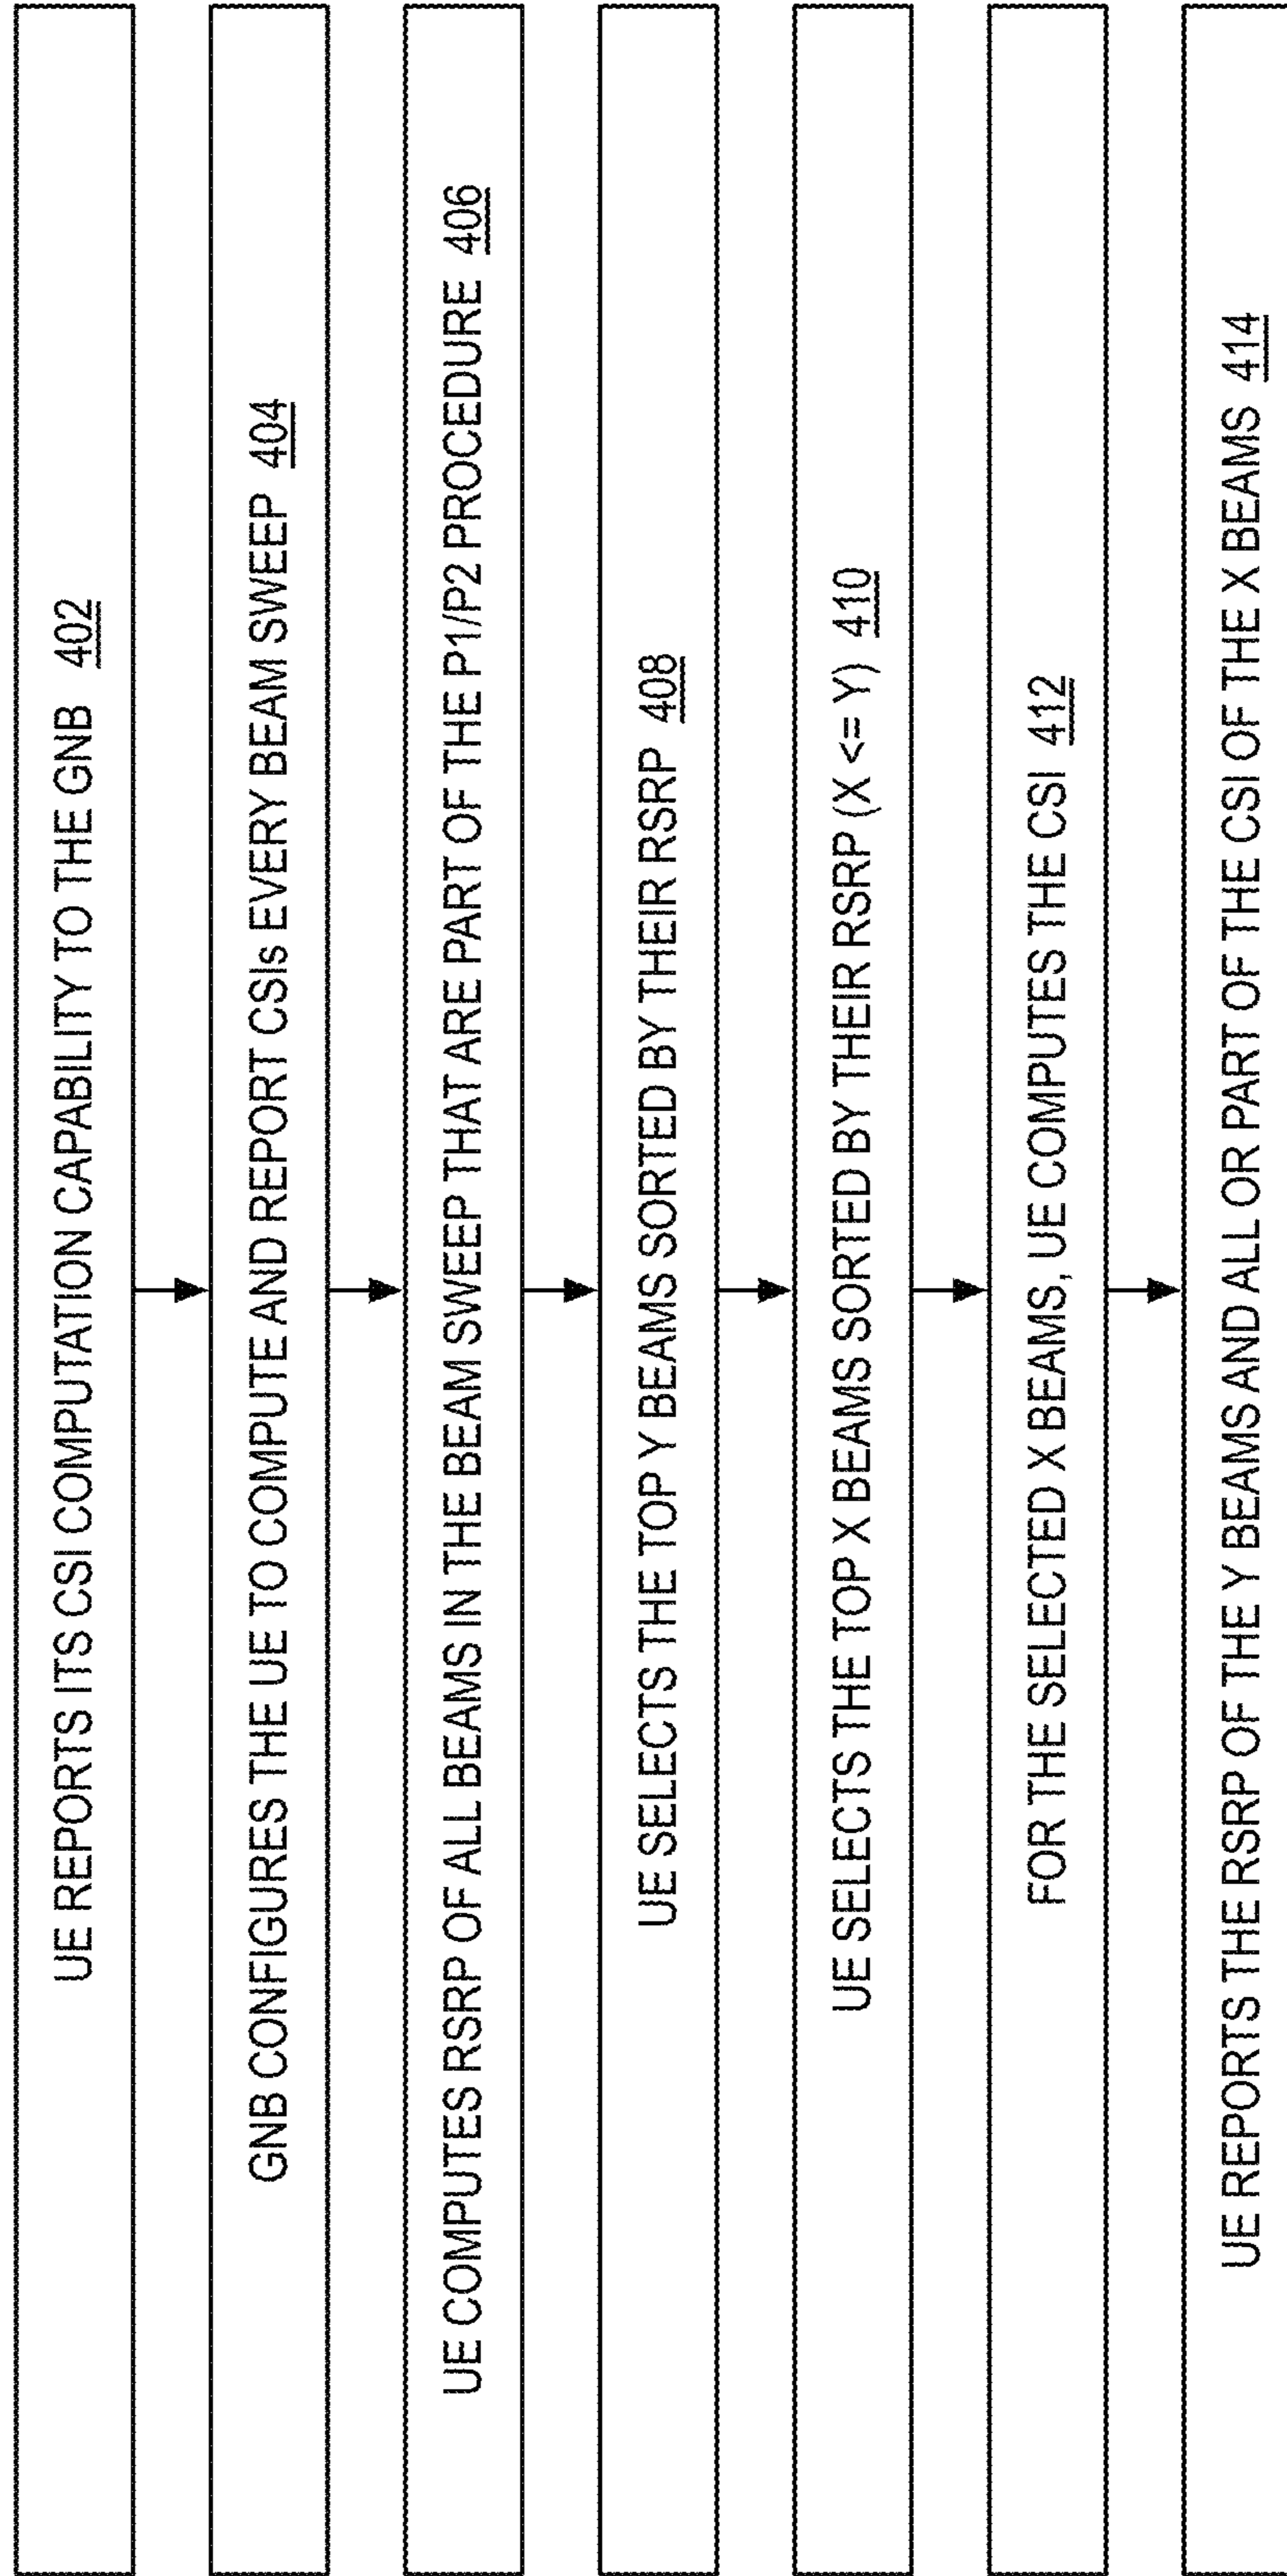 UE REPORTS ITS CSI COMPUTATION CAPABILITY TO THE GNB 402
GNB CONFIGURES THE UE TO COMPUTE AND REPORT CSIs EVERY BEAM SWEEP 404
UE COMPUTES RSRP OF ALL BEAMS IN THE BEAM SWEEP THAT ARE PART OF THE P1/P2 PROCEDURE 406
UE SELECTS THE TOP Y BEAMS SORTED BY THEIR RSRP 408
UE SELECTS THE TOP X BEAMS SORTED BY THEIR RSRP (X <= Y) 410
FOR THE SELECTED X BEAMS, UE COMPUTES THE CSI 412
UE REPORTS THE RSRP OF THE Y BEAMS AND ALL OR PART OF THE CSI OF THE X BEAMS 414